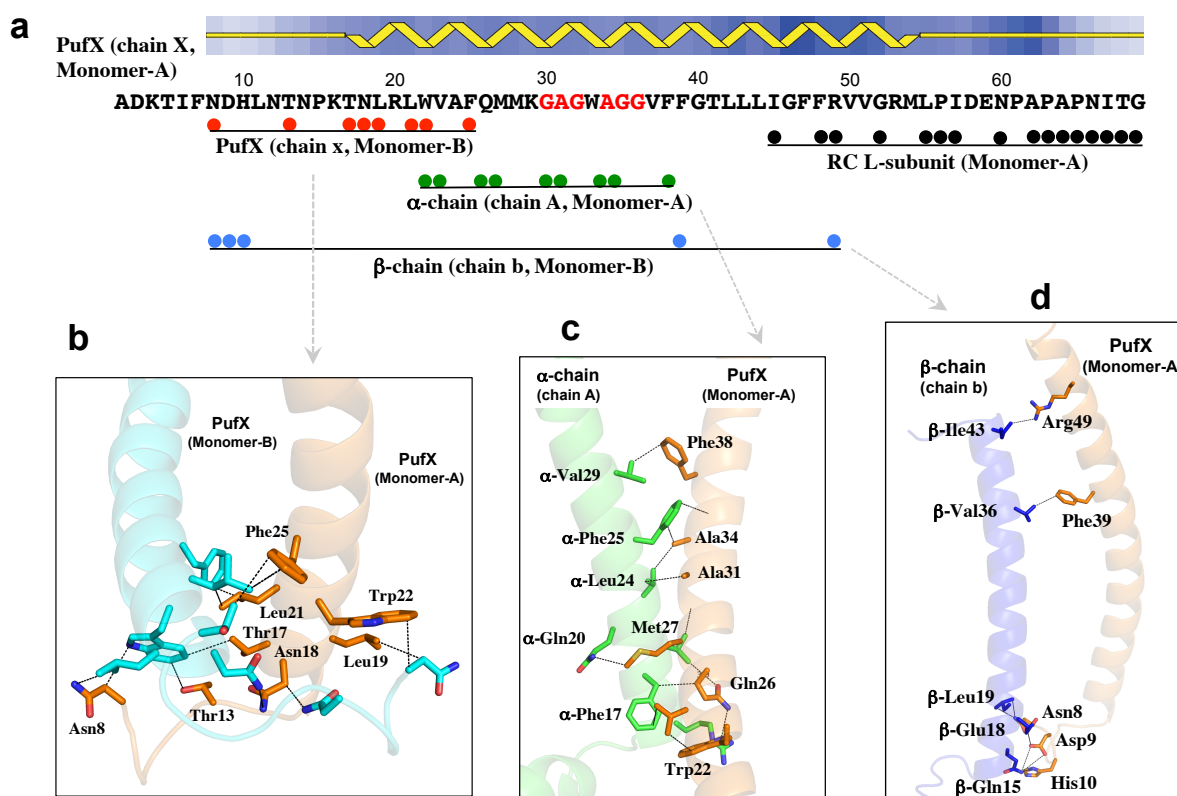 a
PufX (chain X,
Monomer-A)
10 20 30 40 50 60
ADKTIFNDHLNTNPKTNLRLWVAFQMMKGAGWAGGVFFGTLLLIGFFRVVGRMLPIDENPAPAPNITG
PufX (chain x, Monomer-B)
RC L-subunit (Monomer-A)
α-chain (chain A, Monomer-A)
β-chain (chain b, Monomer-B)
b
PufX
(Monomer-B)
PufX
(Monomer-A)
Phe25
Leu21
Trp22
Thr17
Asn18
Leu19
Thr13
Asn8
c
α-chain
(chain A)
PufX
(Monomer-A)
Phe38
α-Val29
α-Phe25
Ala34
α-Leu24
Ala31
α-Gln20
Met27
Gln26
α-Phe17
Trp22
d
β-chain
(chain b)
PufX
(Monomer-A
β-Ile43
Arg49
β-Val36
Phe39
β-Leu19
Asn8
β-Glu18
Asp9
β-Gln15
His10